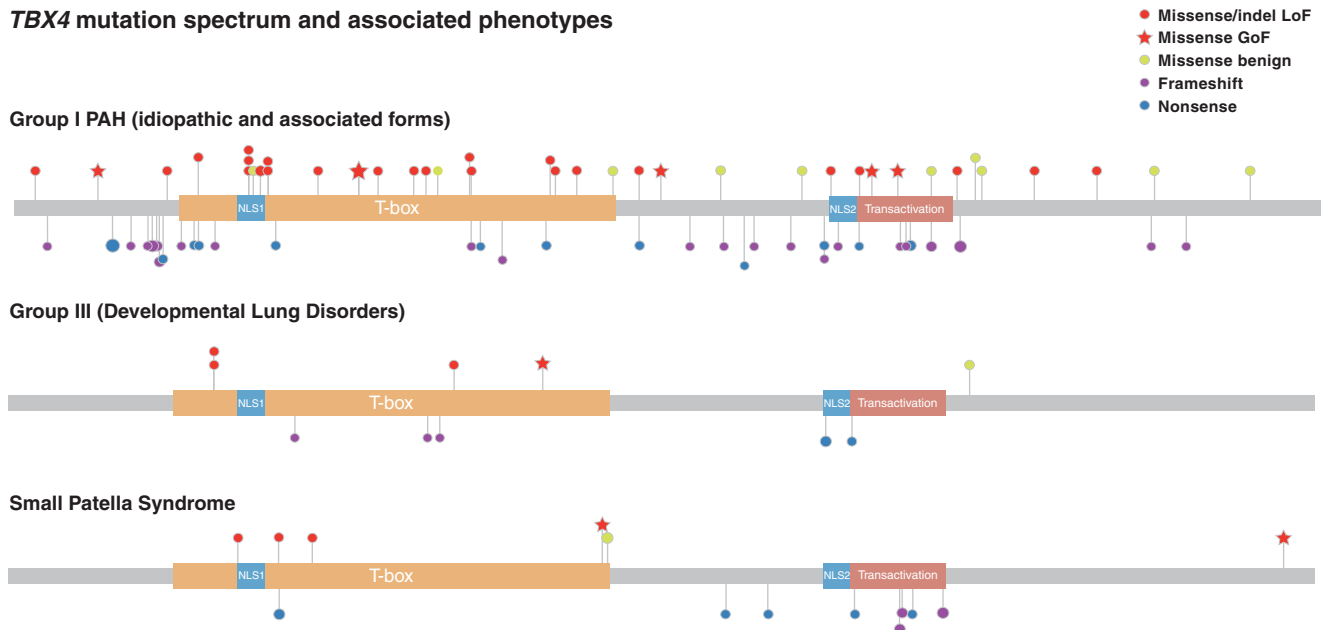 TBX4 mutation spectrum and associated phenotypes
Missense/indel LoF
Missense GoF
Missense benign
Frameshift
Nonsense
Group I PAH (idiopathic and associated forms)
NLS1 T-box NLS2 Transactivation
Group III (Developmental Lung Disorders)
NLS1 T-box NLS2 Transactivation
Small Patella Syndrome
NLS1 T-box NLS2 Transactivation